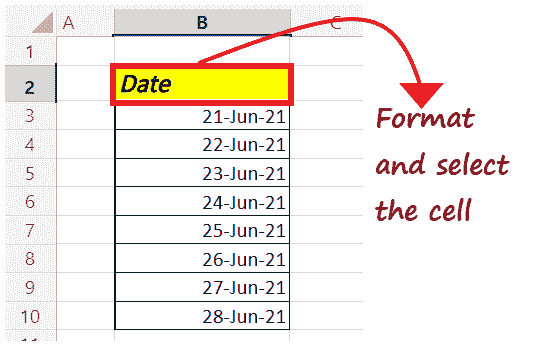 A B C
1
2 Date
3 21-Jun-21
4 22-Jun-21
5 23-Jun-21
6 24-Jun-21
7 25-Jun-21
8 26-Jun-21
9 27-Jun-21
10 28-Jun-21
Format
and select
the cell